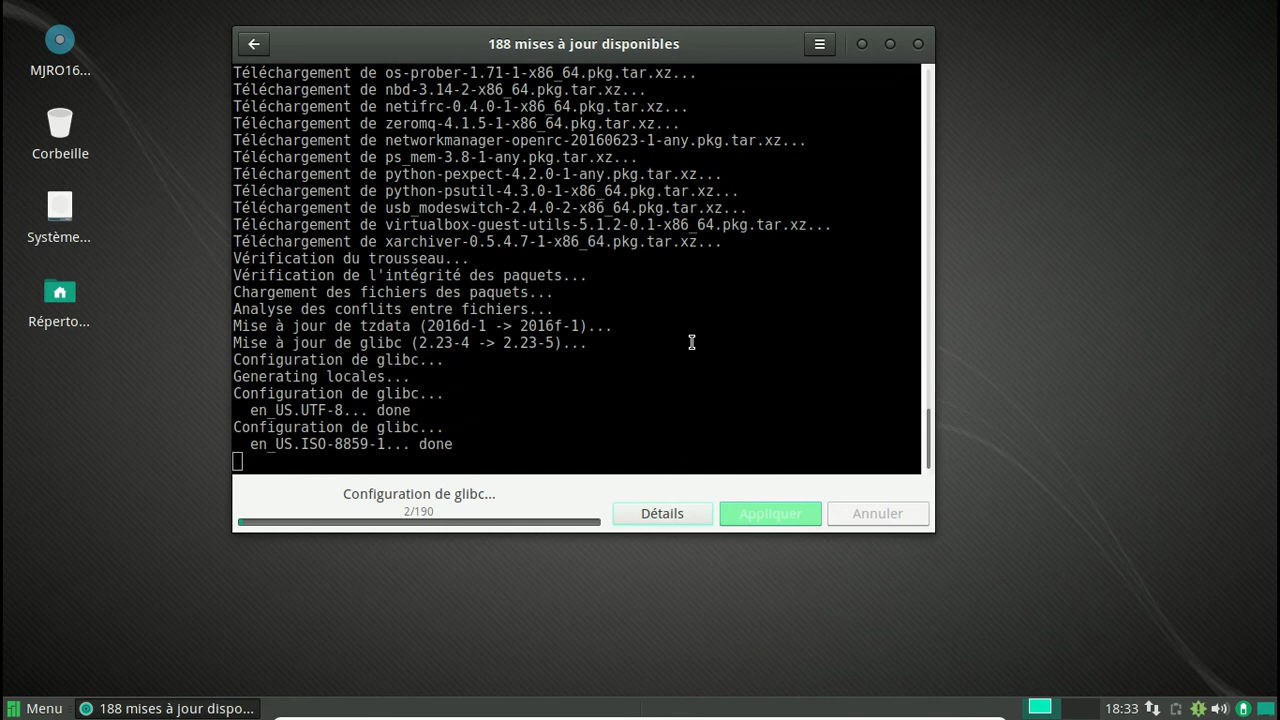 MJRO16...
Corbeille
Système...
Réperto...
188 mises à jour disponibles
Téléchargement de os-prober-1.71-1-x86_64.pkg.tar.xz...
Téléchargement de nbd-3.14-2-x86_64.pkg.tar.xz...
Téléchargement de netifrc-0.4.0-1-x86_64.pkg.tar.xz...
Téléchargement de zeromq-4.1.5-1-x86_64.pkg.tar.xz...
Téléchargement de networkmanager-openrc-20160623-1-any.pkg.tar.xz...
Téléchargement de ps_mem-3.8-1-any.pkg.tar.xz...
Téléchargement de python-pexpect-4.2.0-1-any.pkg.tar.xz...
Téléchargement de python-psutil-4.3.0-1-x86_64.pkg.tar.xz...
Téléchargement de usb_modeswitch-2.4.0-2-x86_64.pkg.tar.xz...
Téléchargement de virtualbox-guest-utils-5.1.2-0.1-x86_64.pkg.tar.xz...
Téléchargement de xarchiver-0.5.4.7-1-x86_64.pkg.tar.xz...
Vérification du trousseau...
Vérification de l'intégrité des paquets...
Chargement des fichiers des paquets...
Analyse des conflits entre fichiers...
Mise à jour de tzdata (2016d-1 -> 2016f-1)...
Mise à jour de glibc (2.23-4 -> 2.23-5)...
Configuration de glibc...
Generating locales...
Configuration de glibc...
en_US.UTF-8... done
Configuration de glibc...
en_US.ISO-8859-1... done
Configuration de glibc...
2/190
Détails
Appliquer
Annuler
Menu
188 mises à jour dispo...
18:33